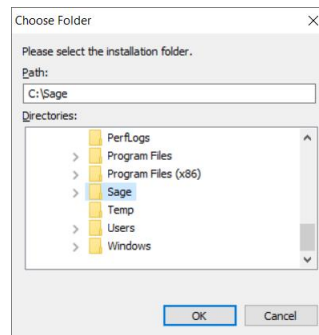 Choose Folder
Please select the installation folder.
Path:
C:\Sage
Directories:
PerfLogs
Program Files
Program Files (x86)
Sage
Temp
Users
Windows
OK Cancel